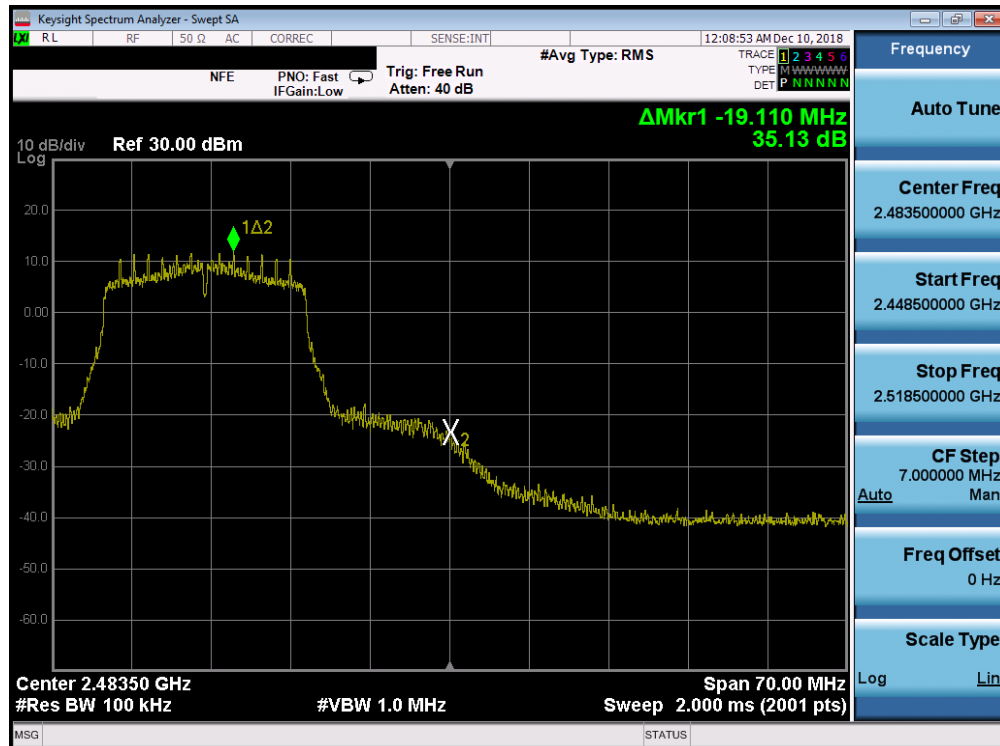 Keysight Spectrum Analyzer - Swept SA
LXI RL RF 50 Ω AC CORREC SENSE:INT 12:08:53 AM Dec 10, 2018
#Avg Type: RMS
TRACE 1 2 3 4 5 6
TYPE M WWWWW
DET P N N N N N
NFE PNO: Fast Trig: Free Run
IFGain:Low Atten: 40 dB
ΔMkr1 -19.110 MHz
35.13 dB
10 dB/div Ref 30.00 dBm
Log
1Δ2
20.0
10.0
0.00
-10.0
-20.0
X2
-30.0
-40.0
-50.0
-60.0
Center 2.48350 GHz Span 70.00 MHz
#Res BW 100 kHz #VBW 1.0 MHz Sweep 2.000 ms (2001 pts)
MSG STATUS
Frequency
Auto Tune
Center Freq
2.483500000 GHz
Start Freq
2.448500000 GHz
Stop Freq
2.518500000 GHz
CF Step
7.000000 MHz
Auto Man
Freq Offset
0 Hz
Scale Type
Log Lin